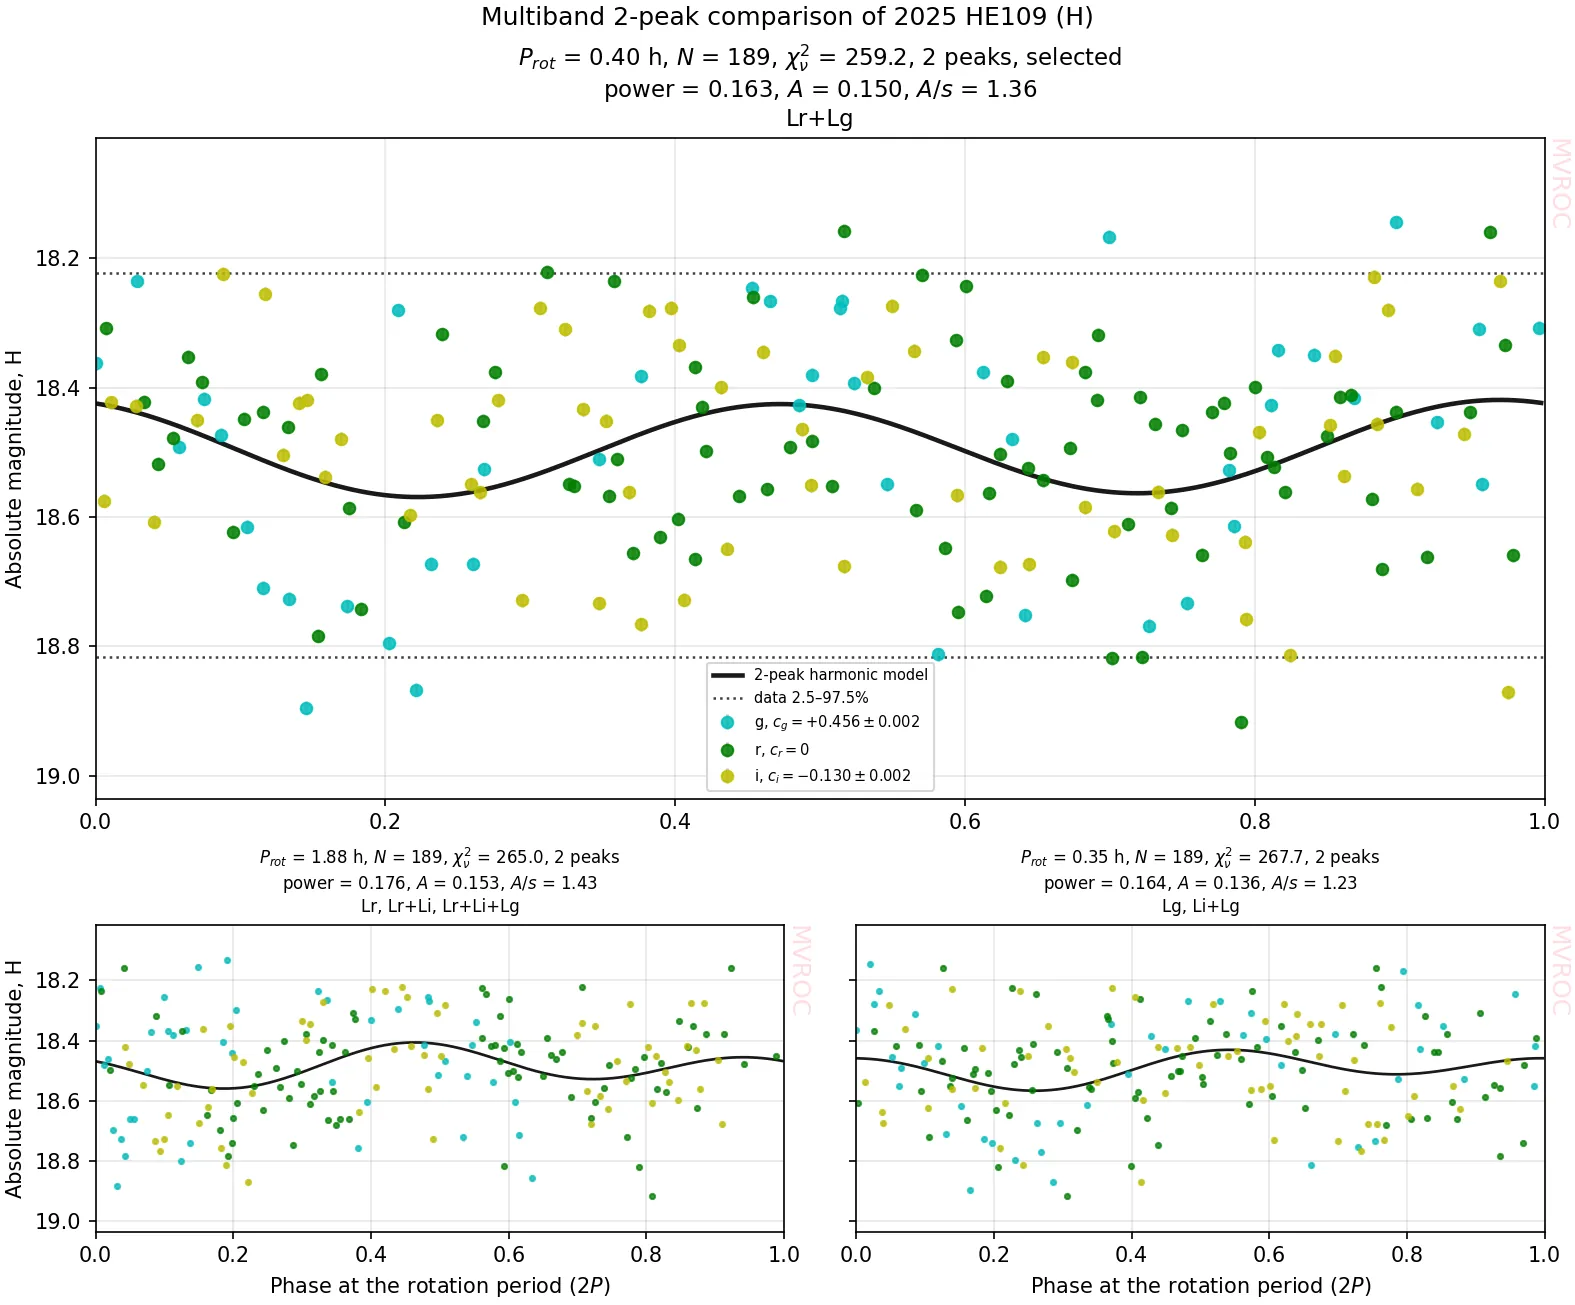 Multiband 2-peak comparison of 2025 HE109 (H)
P_rot = 0.40 h, N = 189, χ²_ν = 259.2, 2 peaks, selected
power = 0.163, A = 0.150, A/s = 1.36
Lr+Lg
MVROC
Absolute magnitude, H
18.2
18.4
18.6
18.8
19.0
2-peak harmonic model
data 2.5–97.5%
g, c_g = +0.456 ± 0.002
r, c_r = 0
i, c_i = −0.130 ± 0.002
0.0 0.2 0.4 0.6 0.8 1.0
P_rot = 1.88 h, N = 189, χ²_ν = 265.0, 2 peaks
power = 0.176, A = 0.153, A/s = 1.43
Lr, Lr+Li, Lr+Li+Lg
MVROC
Absolute magnitude, H
18.2
18.4
18.6
18.8
19.0
0.0 0.2 0.4 0.6 0.8 1.0
Phase at the rotation period (2P)
P_rot = 0.35 h, N = 189, χ²_ν = 267.7, 2 peaks
power = 0.164, A = 0.136, A/s = 1.23
Lg, Li+Lg
MVROC
0.0 0.2 0.4 0.6 0.8 1.0
Phase at the rotation period (2P)